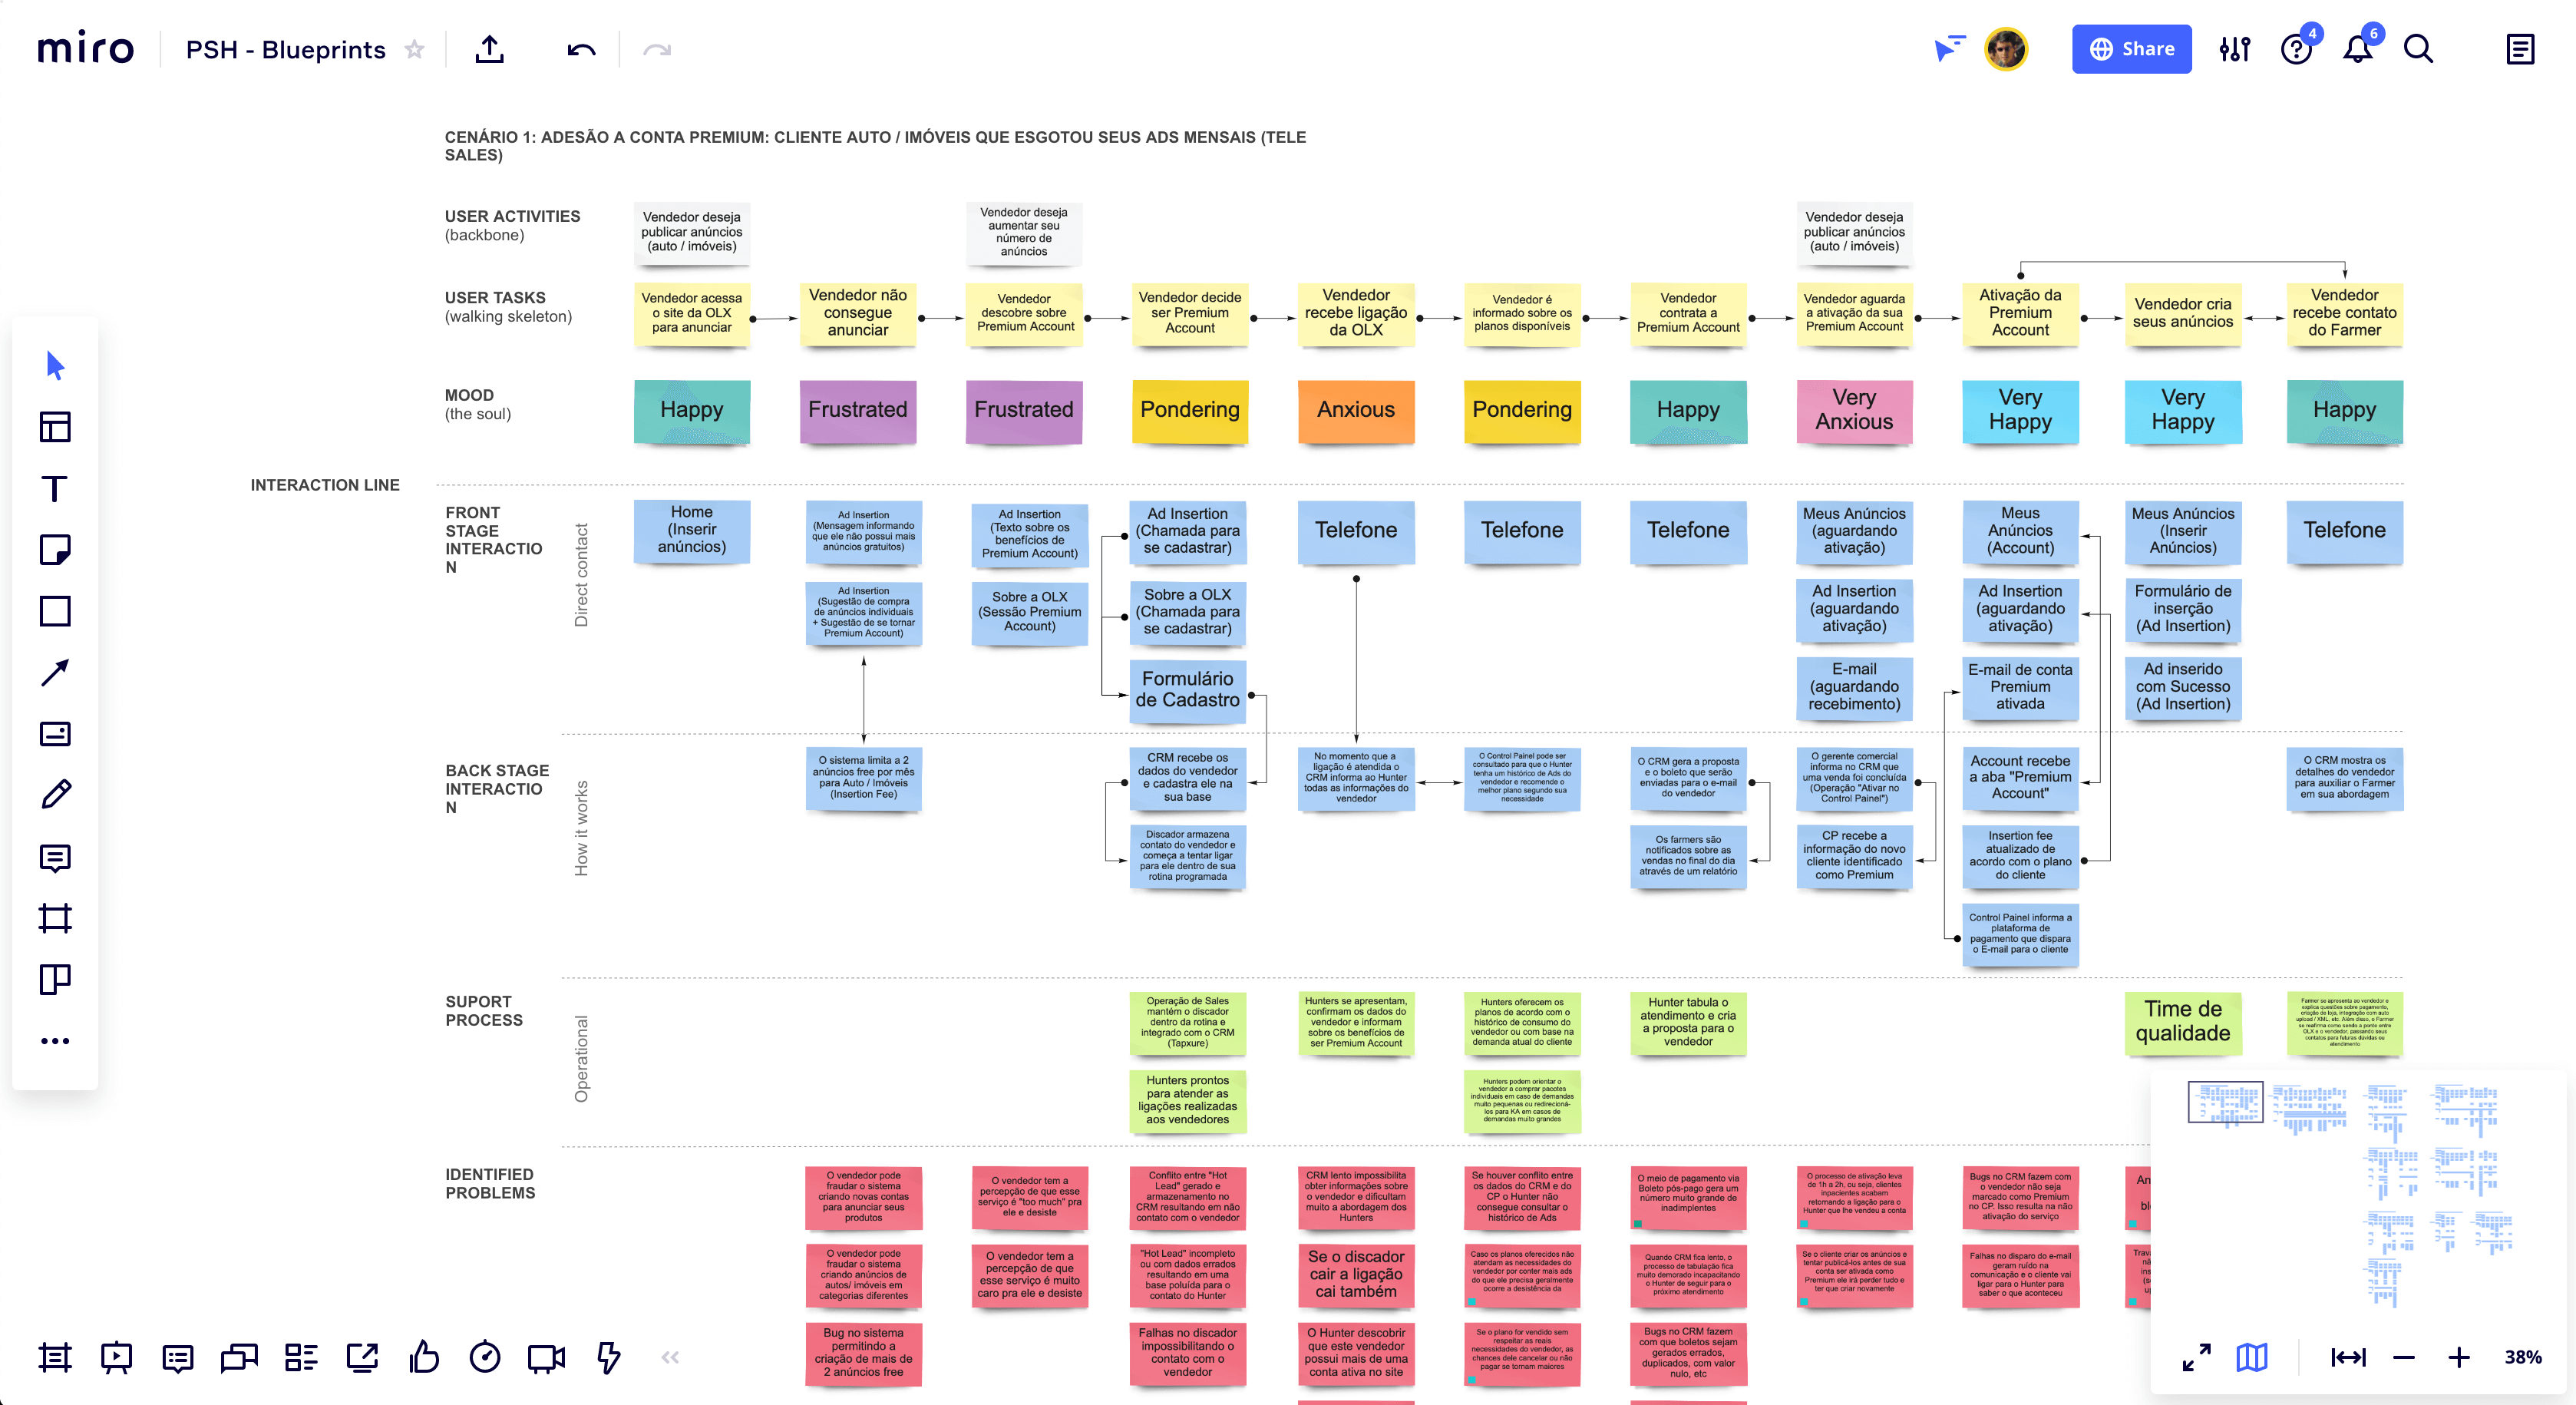 miro
PSH - Blueprints
Share
4
6
CENÁRIO 1: ADESÃO A CONTA PREMIUM: CLIENTE AUTO / IMÓVEIS QUE ESGOTOU SEUS ADS MENSAIS (TELE
SALES)
USER ACTIVITIES
(backbone)
Vendedor deseja
publicar anúncios
(auto / imóveis)
Vendedor deseja
aumentar seu
número de
anúncios
Vendedor deseja
publicar anúncios
(auto / imóveis)
USER TASKS
(walking skeleton)
Vendedor acessa
o site da OLX
para anunciar
Vendedor não
consegue
anunciar
Vendedor
descobre sobre
Premium Account
Vendedor decide
ser Premium
Account
Vendedor
recebe ligação
da OLX
Vendedor é
informado sobre os
planos disponíveis
Vendedor
contrata a
Premium Account
Vendedor aguarda
a ativação da sua
Premium Account
Ativação da
Premium
Account
Vendedor cria
seus anúncios
Vendedor
recebe contato
do Farmer
MOOD
(the soul)
Happy
Frustrated
Frustrated
Pondering
Anxious
Pondering
Happy
Very
Anxious
Very
Happy
Very
Happy
Happy
INTERACTION LINE
FRONT
STAGE
INTERACTIO
N
Direct contact
Home
(Inserir
anúncios)
Ad Insertion
(Mensagem informando
que ele não possui mais
anúncios gratuitos)
Ad Insertion
(Texto sobre os
benefícios de
Premium Account)
Ad Insertion
(Chamada para
se cadastrar)
Telefone
Telefone
Telefone
Meus Anúncios
(aguardando
ativação)
Meus
Anúncios
(Account)
Meus Anúncios
(Inserir
Anúncios)
Telefone
Ad Insertion
(Sugestão de compra
de anúncios individuais
+ Sugestão de se tornar
Premium Account)
Sobre a OLX
(Sessão Premium
Account)
Sobre a OLX
(Chamada para
se cadastrar)
Ad Insertion
(aguardando
ativação)
Ad Insertion
(aguardando
ativação)
Formulário de
inserção
(Ad Insertion)
Formulário
de Cadastro
E-mail
(aguardando
recebimento)
E-mail de conta
Premium
ativada
Ad inserido
com Sucesso
(Ad Insertion)
BACK STAGE
INTERACTIO
N
How it works
O sistema limita a 2
anúncios free por mês
para Auto / Imóveis
(Insertion Fee)
CRM recebe os
dados do vendedor
e cadastra ele na
sua base
No momento que a
ligação é atendida o
CRM informa ao Hunter
todas as informações do
vendedor
O Control Painel pode ser
consultado para que o Hunter
tenha um histórico de Ads do
vendedor e recomende o
melhor plano segundo sua
necessidade
O CRM gera a proposta
e o boleto que serão
enviadas para o e-mail
do vendedor
O gerente comercial
informa no CRM que
uma venda foi concluída
(Operação "Ativar no
Control Painel")
Account recebe
a aba "Premium
Account"
O CRM mostra os
detalhes do vendedor
para auxiliar o Farmer
em sua abordagem
Discador armazena
contato do vendedor e
começa a tentar ligar
para ele dentro de sua
rotina programada
Os farmers são
notificados sobre as
vendas no final do dia
através de um relatório
CP recebe a
informação do novo
cliente identificado
como Premium
Insertion fee
atualizado de
acordo com o plano
do cliente
Control Painel informa a
plataforma de
pagamento que dispara
o E-mail para o cliente
SUPORT
PROCESS
Operational
Operação de Sales
mantém o discador
dentro da rotina e
integrado com o CRM
(Tapxure)
Hunters se apresentam,
confirmam os dados do
vendedor e informam
sobre os benefícios de
ser Premium Account
Hunters oferecem os
planos de acordo com o
histórico de consumo do
vendedor ou com base na
demanda atual do cliente
Hunter tabula o
atendimento e cria
a proposta para o
vendedor
Time de
qualidade
Farmer se apresenta ao vendedor e
explica questões sobre pagamento,
criação de loja, integração com auto
upload / XML, etc. Além disso, o Farmer
se reafirma como sendo a ponte entre
OLX e o vendedor, passando seus
contatos para futuras dúvidas ou
atendimento
Hunters prontos
para atender as
ligações realizadas
aos vendedores
Hunters podem orientar o
vendedor a comprar pacotes
individuais em caso de demandas
muito pequenas ou redirecioná-
los para KA em casos de
demandas muito grandes
IDENTIFIED
PROBLEMS
O vendedor pode
fraudar o sistema
criando novas contas
para anunciar seus
produtos
O vendedor tem a
percepção de que esse
serviço é "too much" pra
ele e desiste
Conflito entre "Hot
Lead" gerado e
armazenamento no
CRM resultando em não
contato com o vendedor
CRM lento impossibilita
obter informações sobre
o vendedor e dificultam
muito a abordagem dos
Hunters
Se houver conflito entre
os dados do CRM e do
CP o Hunter não
consegue consultar o
histórico de Ads
O meio de pagamento via
Boleto pós-pago gera um
número muito grande de
inadimplentes
O processo de ativação leva
de 1h a 2h, ou seja, clientes
inpacientes acabam
retornando a ligação para o
Hunter que lhe vendeu a conta
Bugs no CRM fazem com
o vendedor não seja
marcado como Premium
no CP. Isso resulta na não
ativação do serviço
An
O vendedor pode
fraudar o sistema
criando anúncios de
autos/ imóveis em
categorias diferentes
O vendedor tem a
percepção de que
esse serviço é muito
caro pra ele e desiste
"Hot Lead" incompleto
ou com dados errados
resultando em uma
base poluída para o
contato do Hunter
Se o discador
cair a ligação
cai também
Caso os planos oferecidos não
atendam as necesidades do
vendedor por conter mais ads
do que ele precisa geralmente
ocorre a desistência da
Quando CRM fica lento, o
processo de tabulação fica
muito demorado incapacitando
o Hunter de seguir para o
próximo atendimento
Se o cliente criar os anúncios e
tentar publicá-los antes de sua
conta ser ativada como
Premium ele irá perder tudo e
ter que criar novamente
Falhas no disparo do e-mail
geram ruído na
comunicação e o cliente vai
ligar para o Hunter para
saber o que aconteceu
Bug no sistema
permitindo a
criação de mais de
2 anúncios free
Falhas no discador
impossibilitando o
contato com o
vendedor
O Hunter descobrir
que este vendedor
possui mais de uma
conta ativa no site
Se o plano for vendido sem
respeitar as reais
necessidades do vendedor, as
chances dele cancelar ou não
pagar se tornam maiores
Bugs no CRM fazem
com que boletos sejam
gerados errados,
duplicados, com valor
nulo, etc
38%